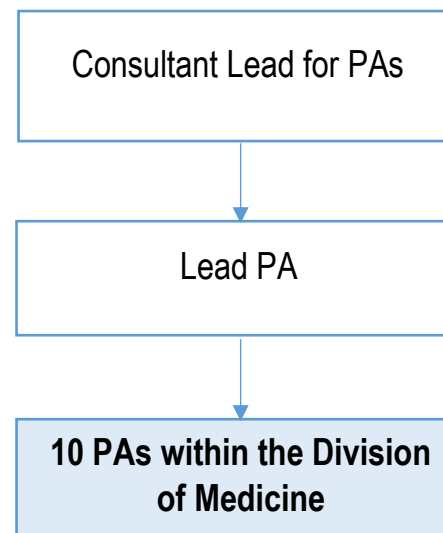 Consultant Lead for PAs
Lead PA
10 PAs within the Division
of Medicine